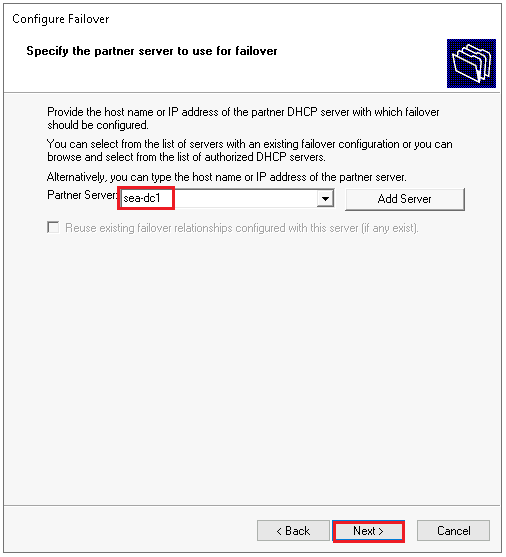 Configure Failover
Specify the partner server to use for failover
Provide the host name or IP address of the partner DHCP server with which failover
should be configured.
You can select from the list of servers with an existing failover configuration or you can
browse and select from the list of authorized DHCP servers.
Alternatively, you can type the host name or IP address of the partner server.
Partner Server: sea-dc1 Add Server
Reuse existing failover relationships configured with this server (if any exist).
< Back Next > Cancel